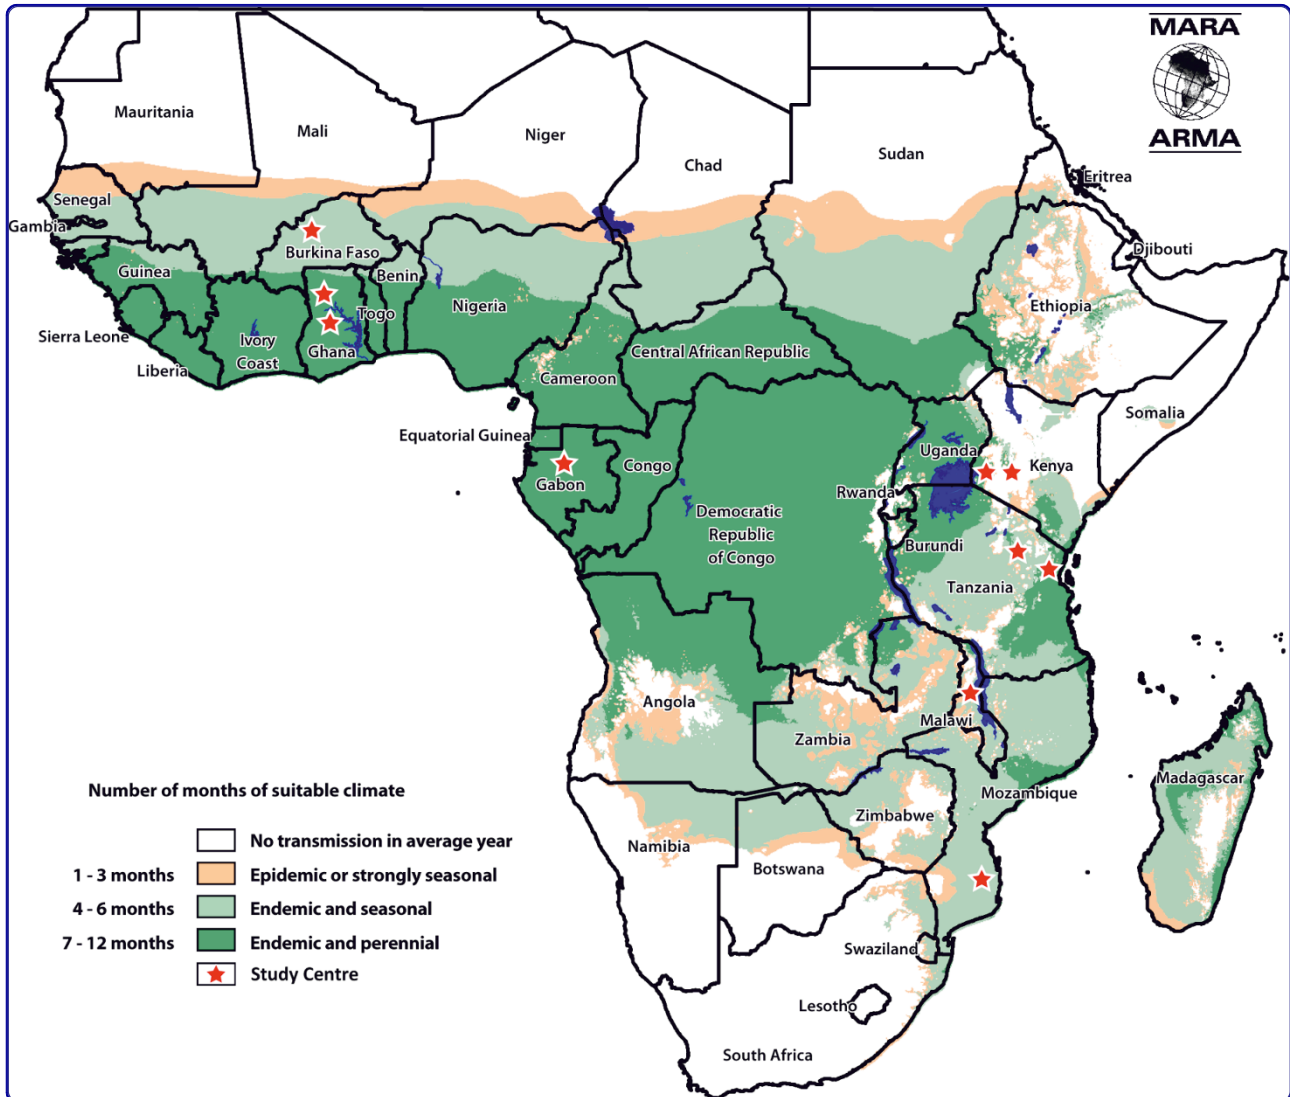 MARA
ARMA
Mauritania
Mali
Niger
Chad
Sudan
Eritrea
Senegal
Gambia
Burkina Faso
Djibouti
Guinea
Benin
Nigeria
Ethiopia
Togo
Sierra Leone
Ivory
Coast
Ghana
Central African Republic
Liberia
Cameroon
Somalia
Equatorial Guinea
Uganda
Congo
Kenya
Gabon
Rwanda
Democratic
Republic
of Congo
Burundi
Tanzania
Angola
Malawi
Zambia
Madagascar
Mozambique
Zimbabwe
Namibia
Botswana
Swaziland
Lesotho
South Africa
Number of months of suitable climate
No transmission in average year
1 - 3 months Epidemic or strongly seasonal
4 - 6 months Endemic and seasonal
7 - 12 months Endemic and perennial
Study Centre